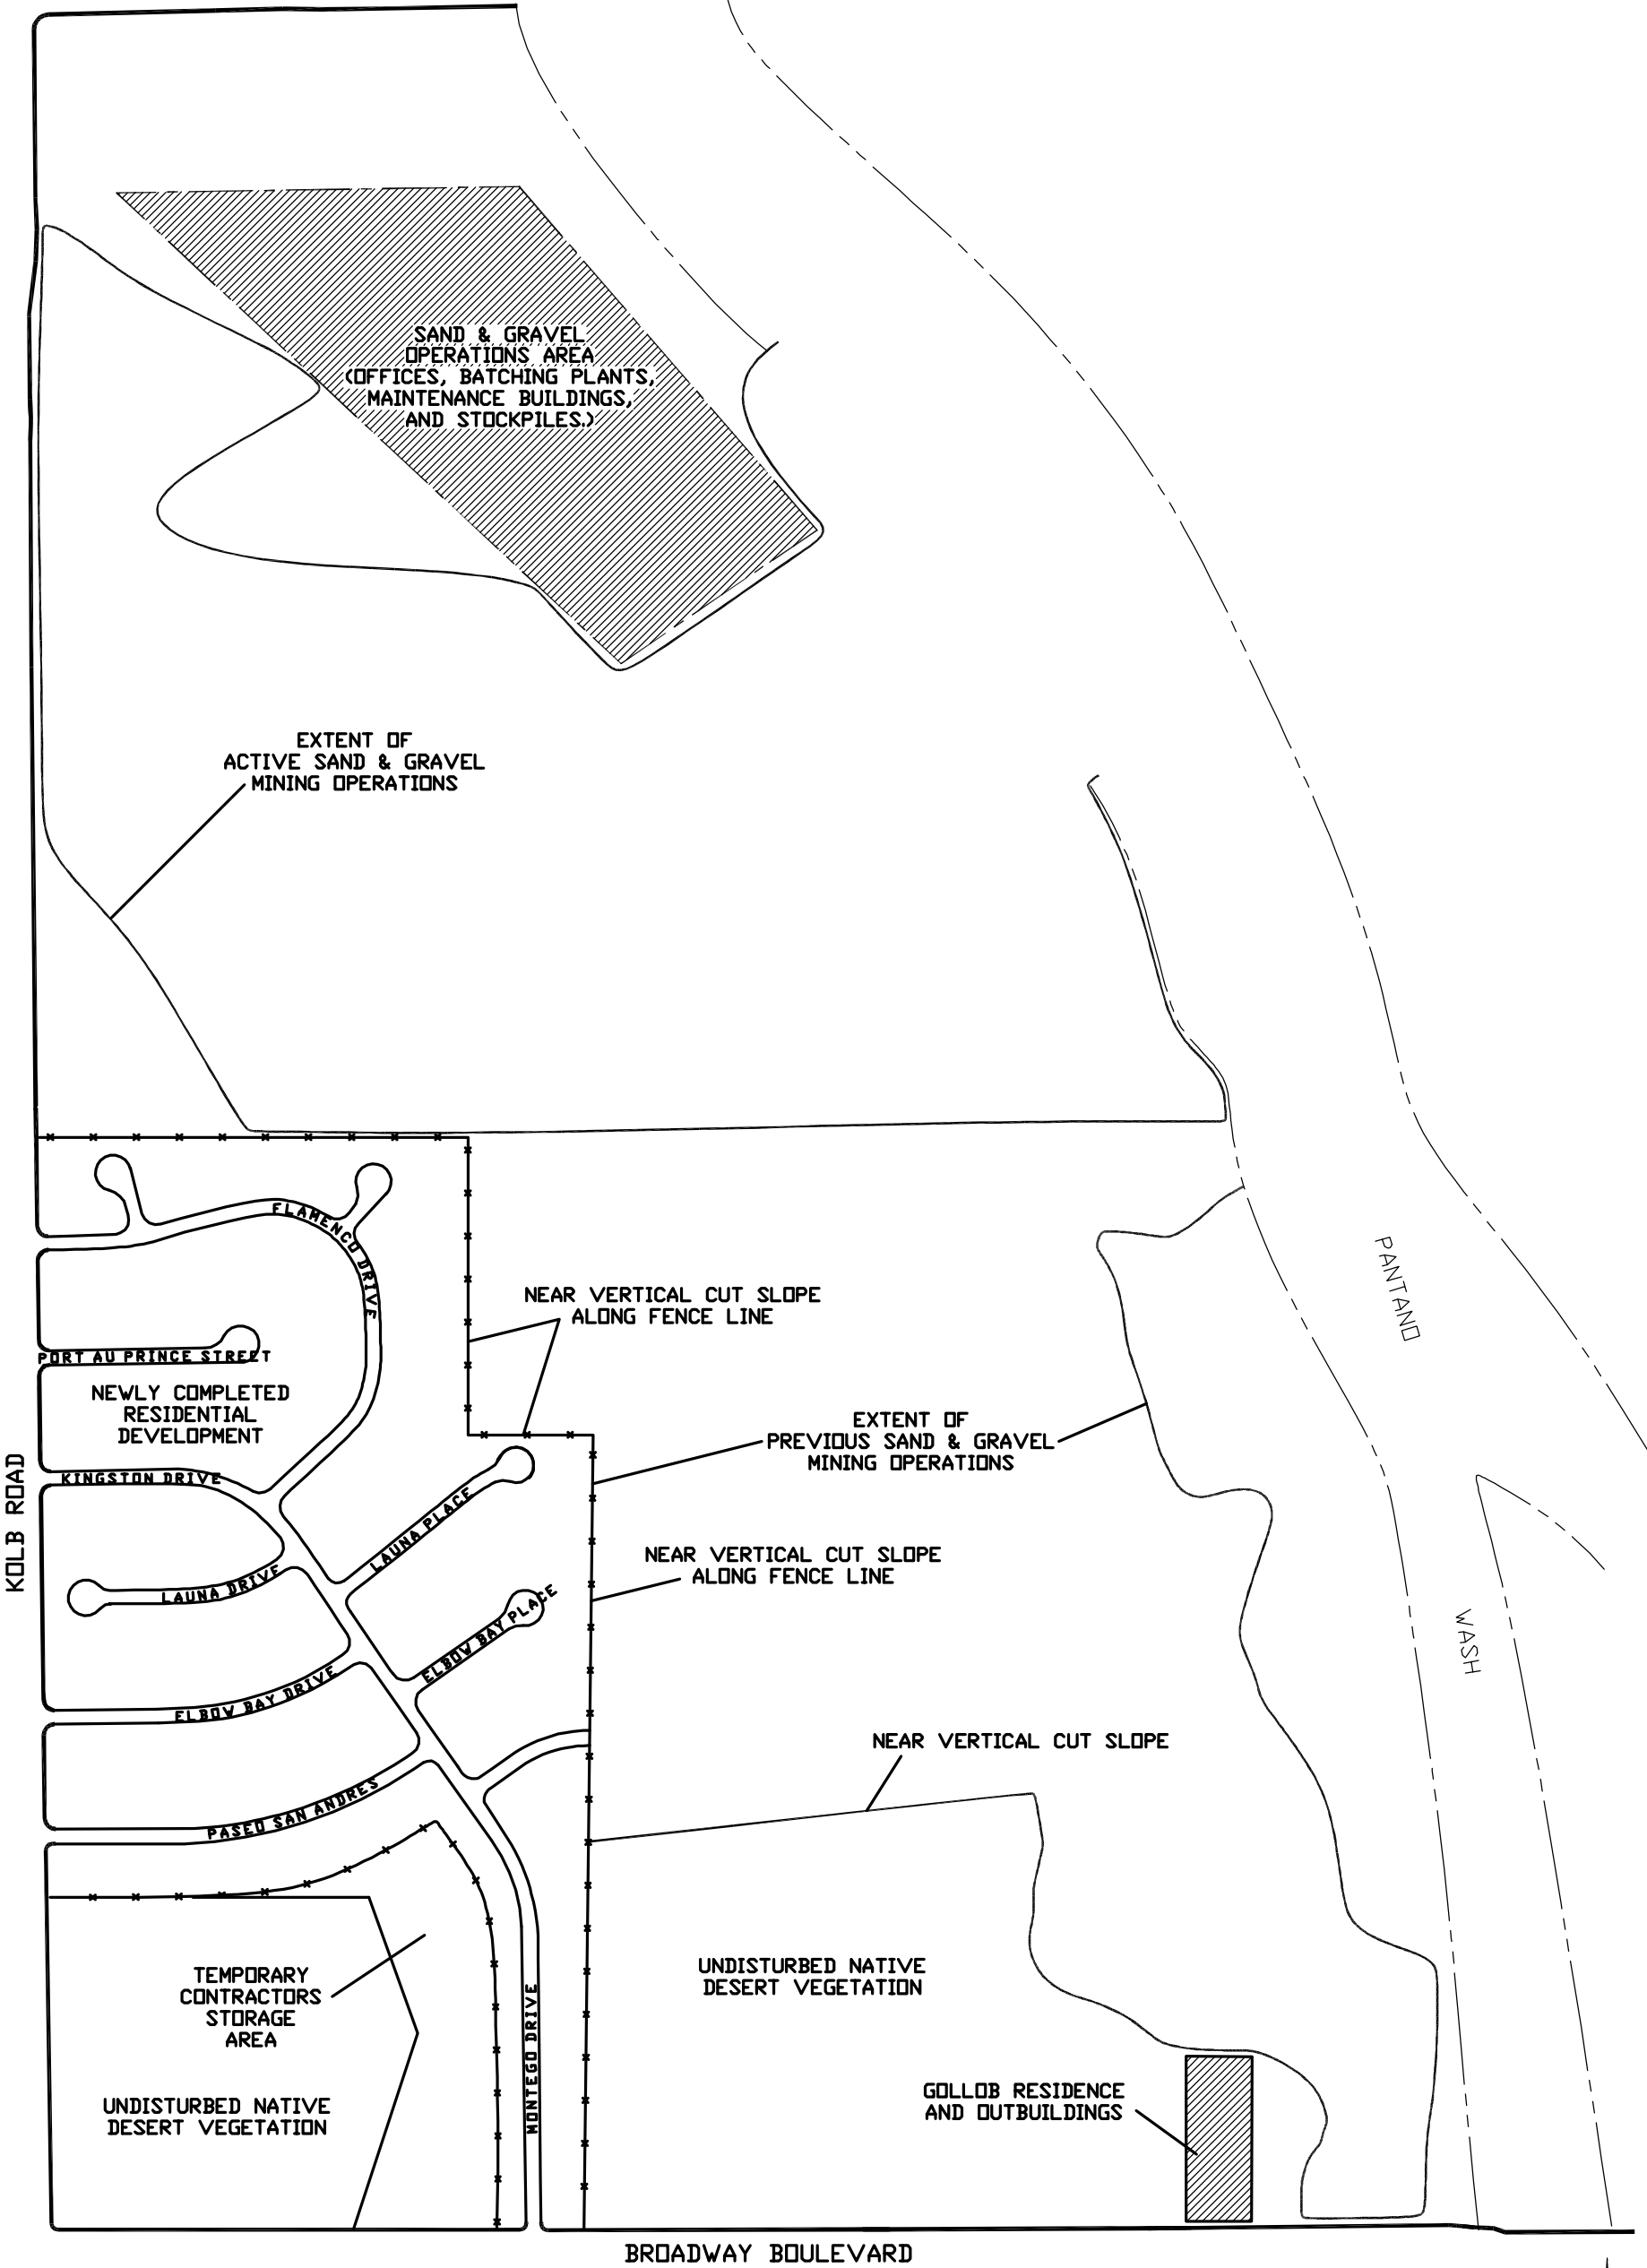 SAND & GRAVEL
OPERATIONS AREA
(OFFICES, BATCHING PLANTS,
MAINTENANCE BUILDINGS,
AND STOCKPILES.)
EXTENT OF
ACTIVE SAND & GRAVEL
MINING OPERATIONS
FLAMENCO DRIVE
PANTANO
NEAR VERTICAL CUT SLOPE
ALONG FENCE LINE
PORT AU PRINCE STREET
NEWLY COMPLETED
RESIDENTIAL
DEVELOPMENT
EXTENT OF
PREVIOUS SAND & GRAVEL
MINING OPERATIONS
KINGSTON DRIVE
KOLB ROAD
LAUNA PLACE
NEAR VERTICAL CUT SLOPE
ALONG FENCE LINE
LAUNA DRIVE
ELBOW BAY PLACE
WASH
ELBOW BAY DRIVE
NEAR VERTICAL CUT SLOPE
PASEO SAN ANDRES
UNDISTURBED NATIVE
DESERT VEGETATION
TEMPORARY
CONTRACTORS
STORAGE
AREA
MONTEGO DRIVE
GOLLOB RESIDENCE
AND OUTBUILDINGS
UNDISTURBED NATIVE
DESERT VEGETATION
BROADWAY BOULEVARD